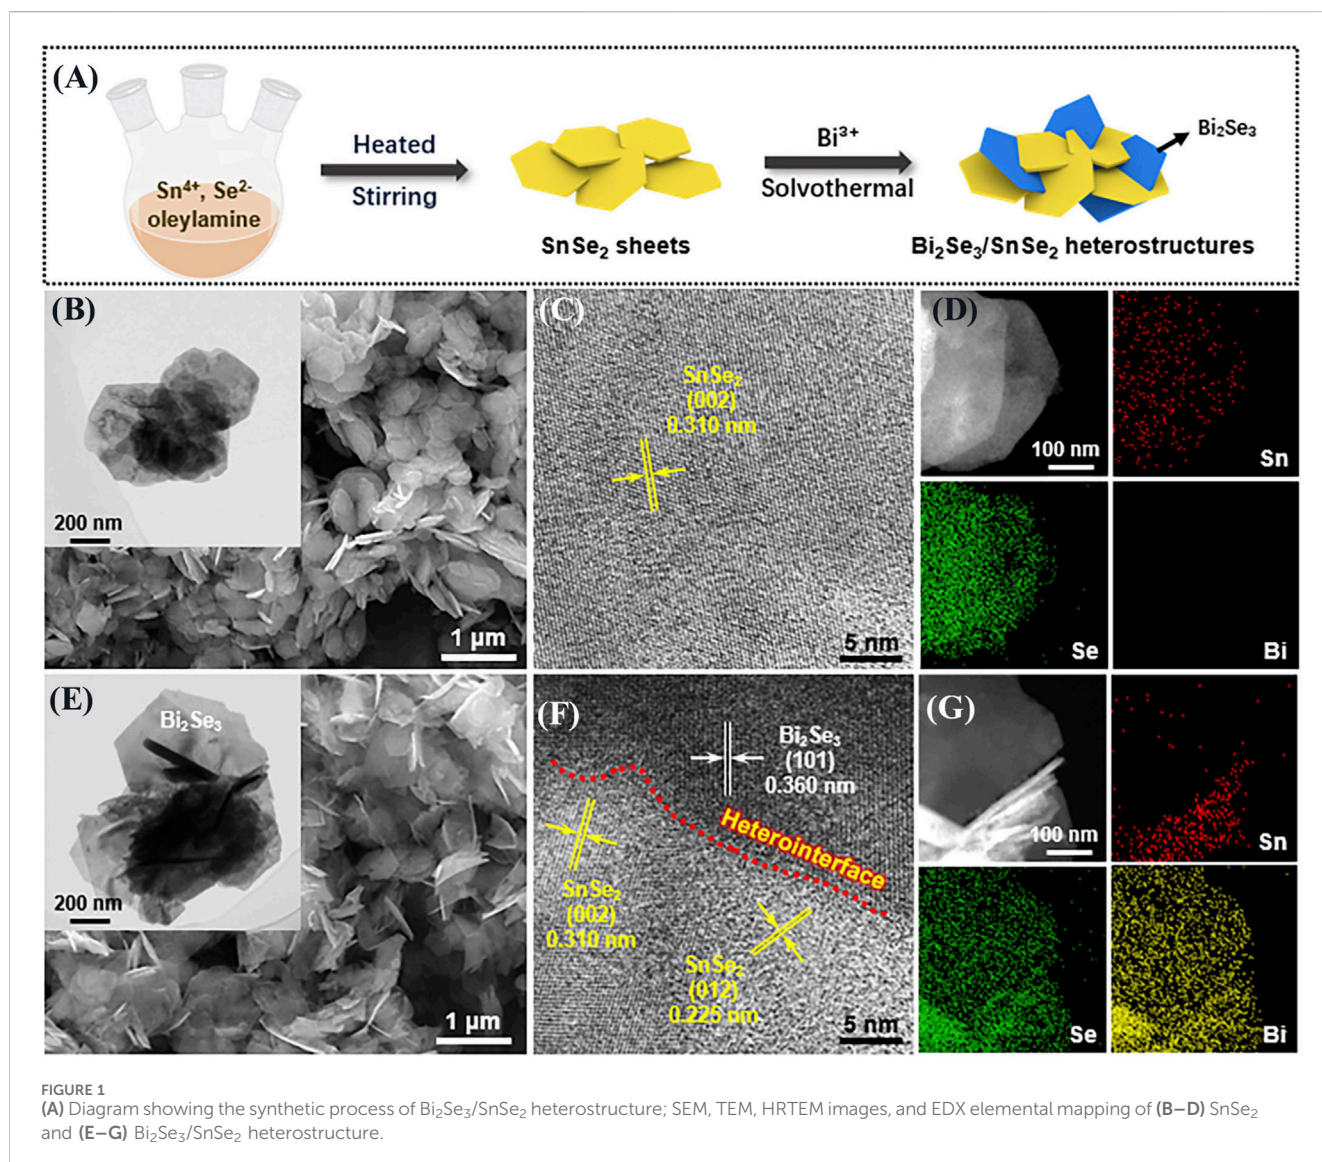 (A)
Sn⁴⁺, Se²⁻
oleylamine
Heated
Stirring
SnSe₂ sheets
Bi³⁺
Solvothermal
Bi₂Se₃
Bi₂Se₃/SnSe₂ heterostructures
(B)
200 nm
1 µm
(C)
SnSe₂
(002)
0.310 nm
5 nm
(D)
100 nm
Sn
Se
Bi
(E)
Bi₂Se₃
200 nm
1 µm
(F)
Bi₂Se₃
(101)
0.360 nm
Heterointerface
SnSe₂
(002)
0.310 nm
SnSe₂
(012)
0.225 nm
5 nm
(G)
100 nm
Sn
Se
Bi
FIGURE 1
(A) Diagram showing the synthetic process of Bi₂Se₃/SnSe₂ heterostructure; SEM, TEM, HRTEM images, and EDX elemental mapping of (B–D) SnSe₂
and (E–G) Bi₂Se₃/SnSe₂ heterostructure.